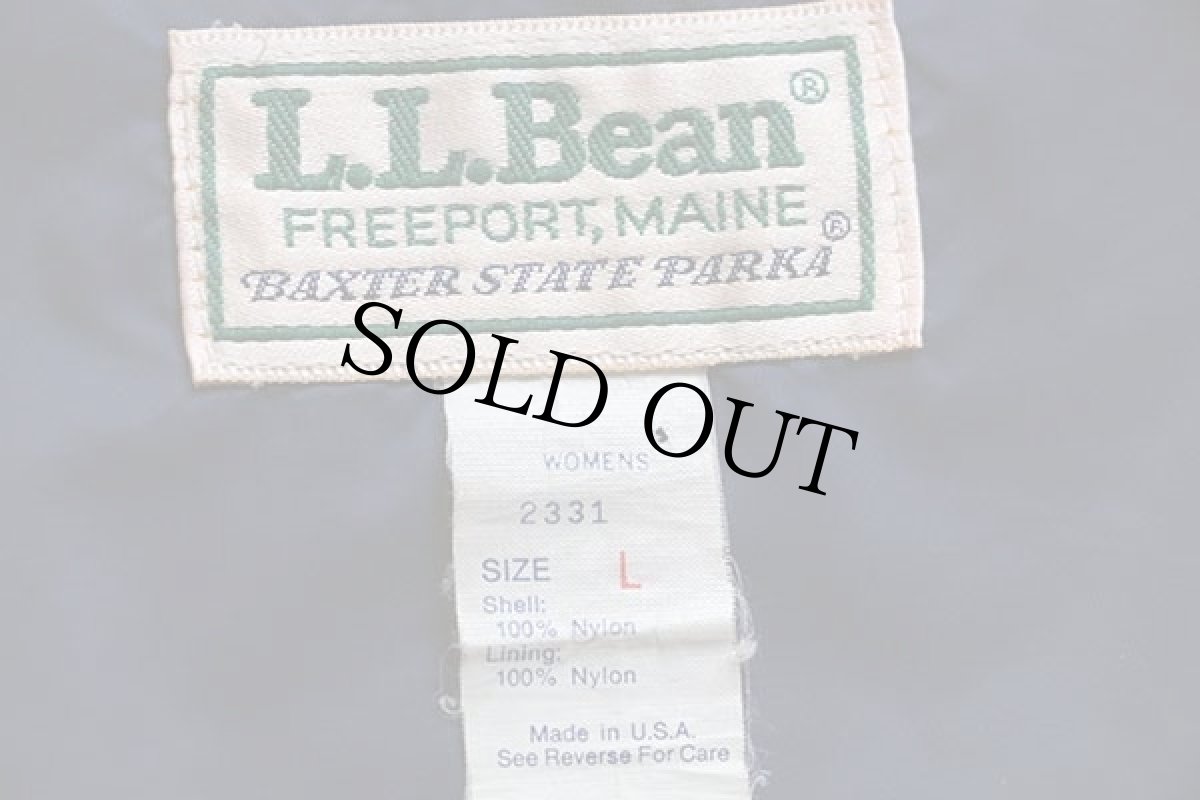 L.L.Bean®
FREEPORT, MAINE
BAXTER STATE PARKA®
SOLD OUT
WOMENS
2331
SIZE L
Shell:
100% Nylon
Lining:
100% Nylon
Made in U.S.A.
See Reverse For Care